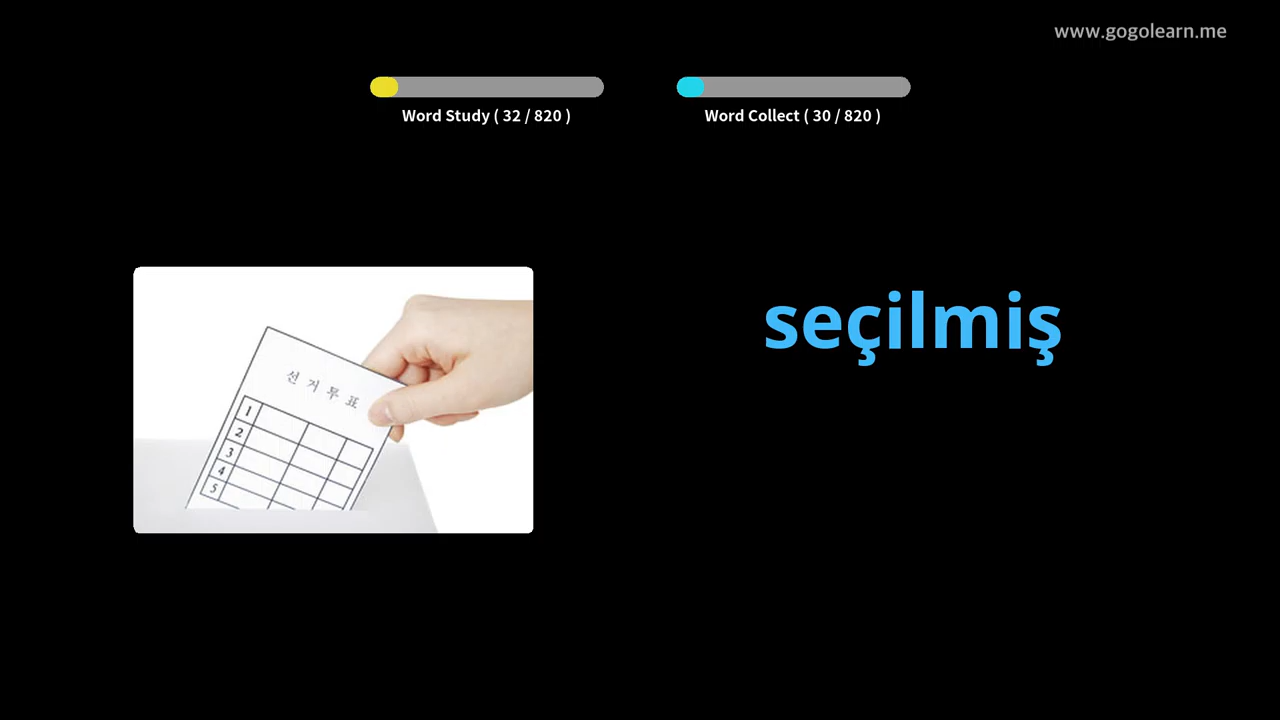 www.gogolearn.me
Word Study ( 32 / 820 )
Word Collect ( 30 / 820 )
seçilmiş
선거투표
1
2
3
4
5